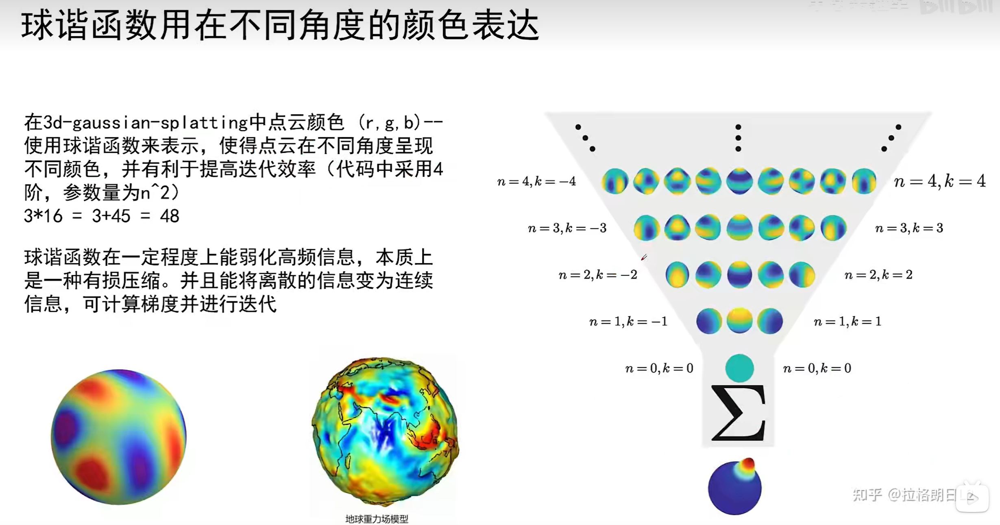 球谐函数用在不同角度的颜色表达
在3d-gaussian-splatting中点云颜色 (r,g,b)--
使用球谐函数来表示，使得点云在不同角度呈现
不同颜色，并有利于提高迭代效率（代码中采用4
阶，参数量为n^2）
3*16 = 3+45 = 48
球谐函数在一定程度上能弱化高频信息，本质上
是一种有损压缩。并且能将离散的信息变为连续
信息，可计算梯度并进行迭代
n = 4, k = −4
n = 4, k = 4
n = 3, k = −3
n = 3, k = 3
n = 2, k = −2
n = 2, k = 2
n = 1, k = −1
n = 1, k = 1
n = 0, k = 0
n = 0, k = 0
Σ
地球重力场模型
知乎 @拉格朗日